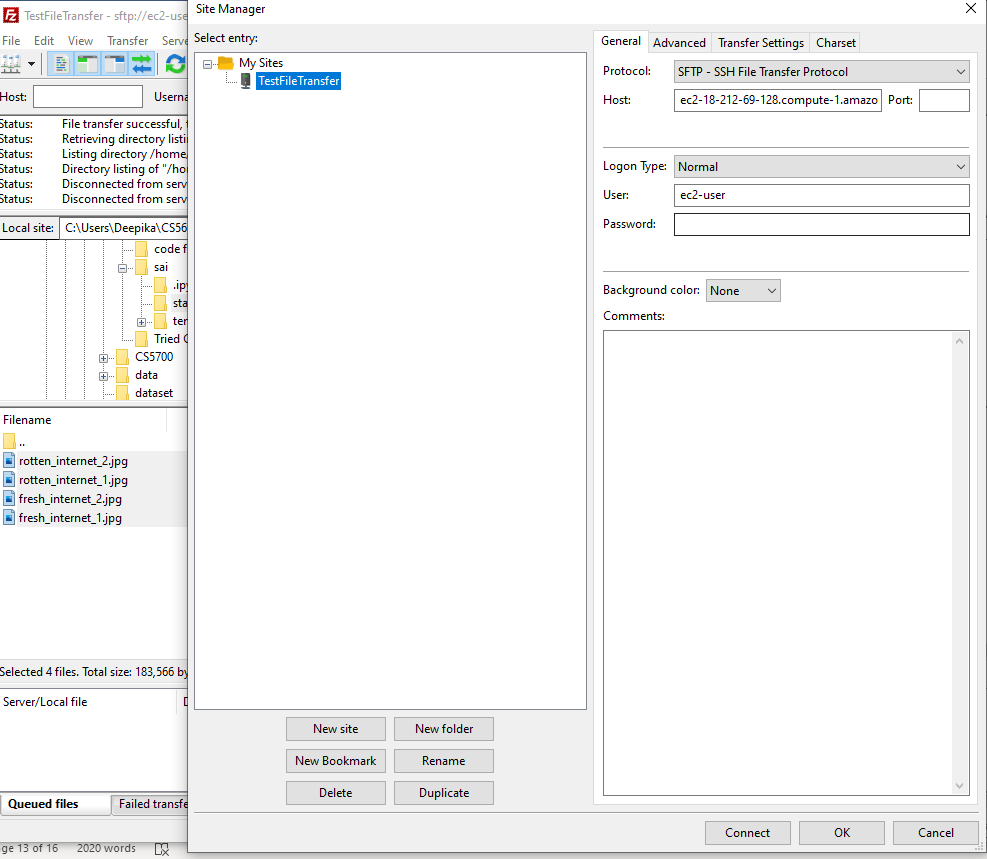 TestFileTransfer - sftp://ec2-use
File Edit View Transfer Serve
Host: Userna
Status: File transfer successful, t
Status: Retrieving directory listi
Status: Listing directory /home/
Status: Directory listing of "/ho
Status: Disconnected from serv
Status: Disconnected from serv
Local site: C:\Users\Deepika\CS56
code f
sai
.ipy
sta
ter
Tried C
CS5700
data
dataset
Filename
..
rotten_internet_2.jpg
rotten_internet_1.jpg
fresh_internet_2.jpg
fresh_internet_1.jpg
Selected 4 files. Total size: 183,566 by
Server/Local file D
Queued files Failed transfe
ge 13 of 16 2020 words
Site Manager
Select entry:
My Sites
TestFileTransfer
New site New folder
New Bookmark Rename
Delete Duplicate
General Advanced Transfer Settings Charset
Protocol: SFTP - SSH File Transfer Protocol
Host: ec2-18-212-69-128.compute-1.amazo Port:
Logon Type: Normal
User: ec2-user
Password:
Background color: None
Comments:
Connect OK Cancel